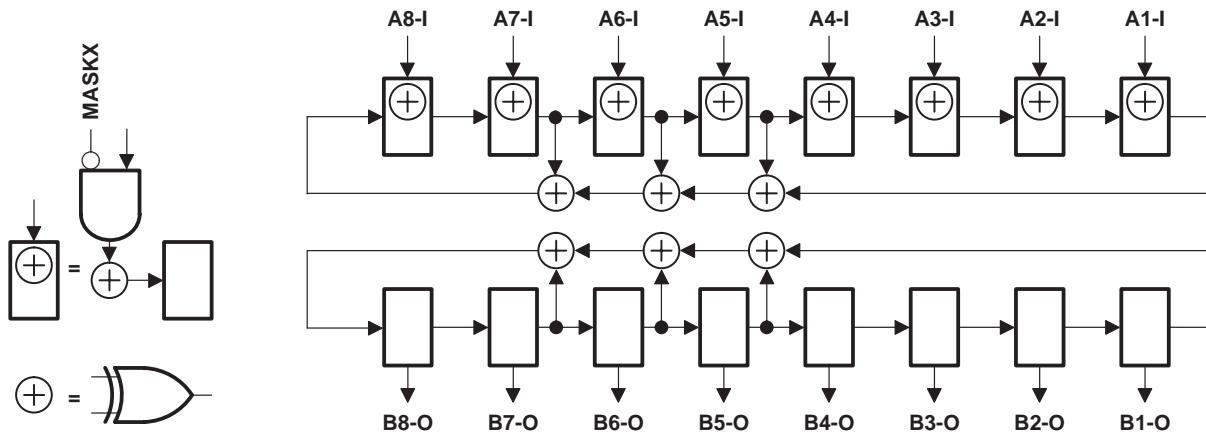 A8-I A7-I A6-I A5-I A4-I A3-I A2-I A1-I
MASKX
=
=
B8-O B7-O B6-O B5-O B4-O B3-O B2-O B1-O